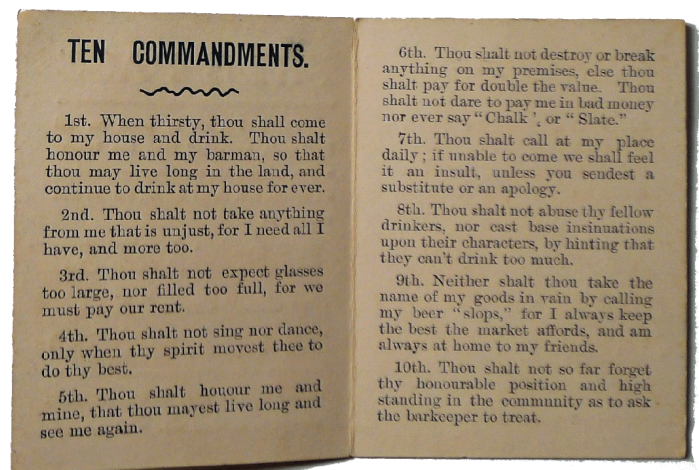 TEN COMMANDMENTS.
1st. When thirsty, thou shall come
to my house and drink. Thou shalt
honour me and my barman, so that
thou may live long in the land, and
continue to drink at my house for ever.
2nd. Thou shalt not take anything
from me that is unjust, for I need all I
have, and more too.
3rd. Thou shalt not expect glasses
too large, nor filled too full, for we
must pay our rent.
4th. Thou shalt not sing nor dance,
only when thy spirit movest thee to
do thy best.
5th. Thou shalt honour me and
mine, that thou mayest live long and
see me again.
6th. Thou shalt not destroy or break
anything on my premises, else thou
shalt pay for double the value. Thou
shalt not dare to pay me in bad money
nor ever say "Chalk", or "Slate."
7th. Thou shalt call at my place
daily; if unable to come we shall feel
it an insult, unless you sendest a
substitute or an apology.
8th. Thou shalt not abuse thy fellow
drinkers, nor cast base insinuations
upon their characters, by hinting that
they can't drink too much.
9th. Neither shalt thou take the
name of my goods in vain by calling
my beer "slops," for I always keep
the best the market affords, and am
always at home to my friends.
10th. Thou shalt not so far forget
thy honourable position and high
standing in the community as to ask
the barkeeper to treat.